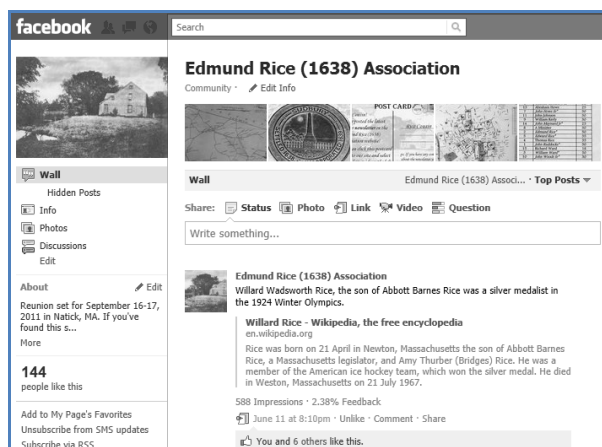 facebook
Search
Edmund Rice (1638) Association
Community · Edit Info
POST CARD
Wall
Hidden Posts
Info
Photos
Discussions
Edit
About Edit
Reunion set for September 16-17,
2011 in Natick, MA. If you've
found this s...
More
144
people like this
Add to My Page's Favorites
Unsubscribe from SMS updates
Subscribe via RSS
Wall Edmund Rice (1638) Associ... · Top Posts
Share: Status Photo Link Video Question
Write something...
Edmund Rice (1638) Association
Willard Wadsworth Rice, the son of Abbott Barnes Rice was a silver medalist in
the 1924 Winter Olympics.
Willard Rice - Wikipedia, the free encyclopedia
en.wikipedia.org
Rice was born on 21 April in Newton, Massachusetts the son of Abbott Barnes
Rice, a Massachusetts legislator, and Amy Thurber (Bridges) Rice. He was a
member of the American ice hockey team, which won the silver medal. He died
in Weston, Massachusetts on 21 July 1967.
588 Impressions · 2.38% Feedback
June 11 at 8:10pm · Unlike · Comment · Share
You and 6 others like this.